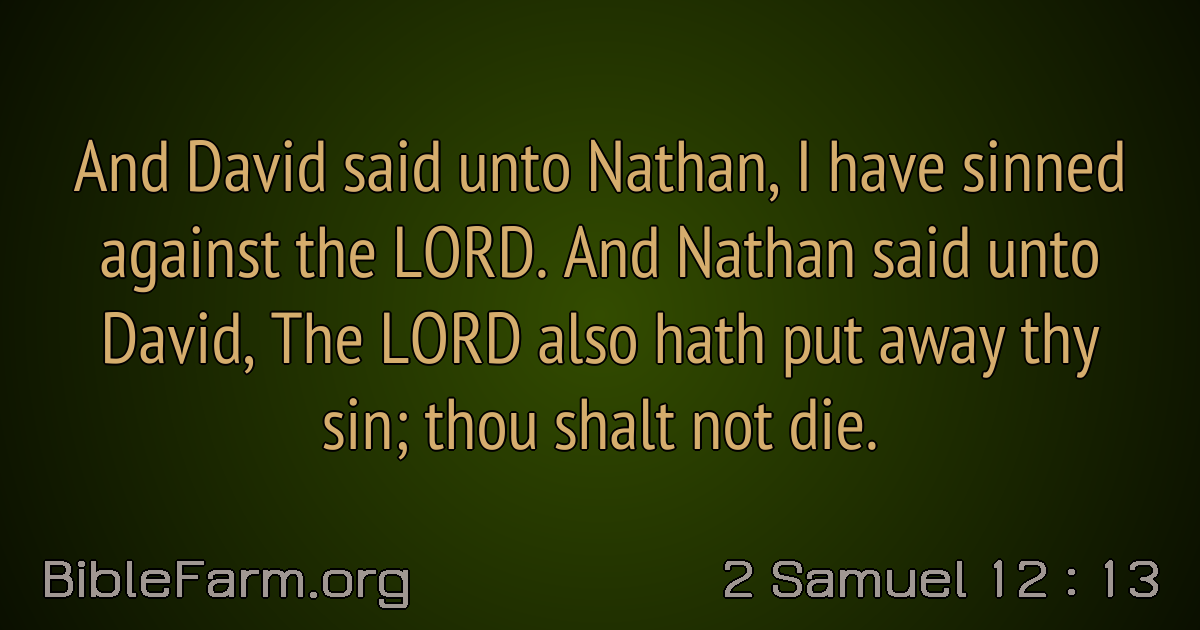 And David said unto Nathan, I have sinned
against the LORD. And Nathan said unto
David, The LORD also hath put away thy
sin; thou shalt not die.
BibleFarm.org
2 Samuel 12 : 13